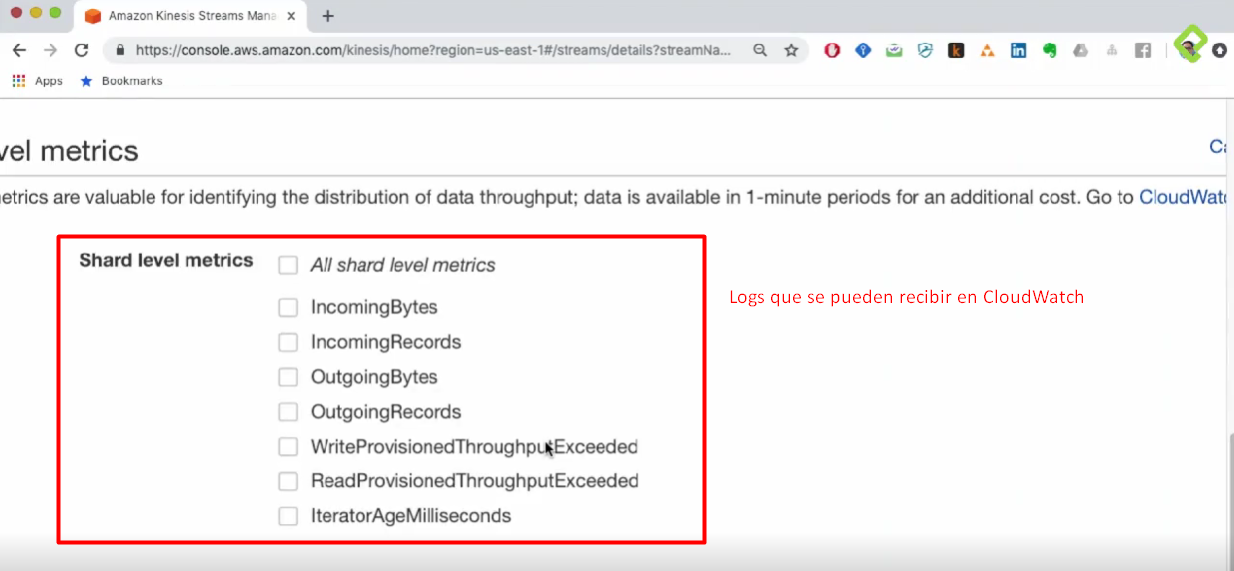 Amazon Kinesis Streams Mana
https://console.aws.amazon.com/kinesis/home?region=us-east-1#/streams/details?streamNa...
Apps Bookmarks
vel metrics
Ca
etrics are valuable for identifying the distribution of data throughput; data is available in 1-minute periods for an additional cost. Go to CloudWatc
Shard level metrics
All shard level metrics
IncomingBytes
Logs que se pueden recibir en CloudWatch
IncomingRecords
OutgoingBytes
OutgoingRecords
WriteProvisionedThroughputExceeded
ReadProvisionedThroughputExceeded
IteratorAgeMilliseconds